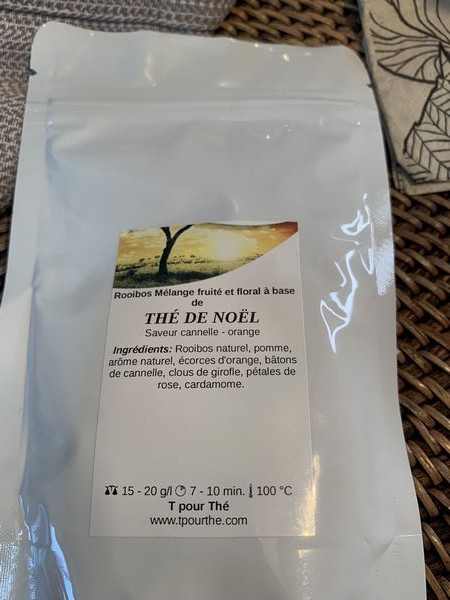 Rooibos Mélange fruité et floral à base
de
THÉ DE NOËL
Saveur cannelle - orange
Ingrédients: Rooibos naturel, pomme,
arôme naturel, écorces d'orange, bâtons
de cannelle, clous de girofle, pétales de
rose, cardamome.
15 - 20 g/l 7 - 10 min. 100 °C
T pour Thé
www.tpourthe.com